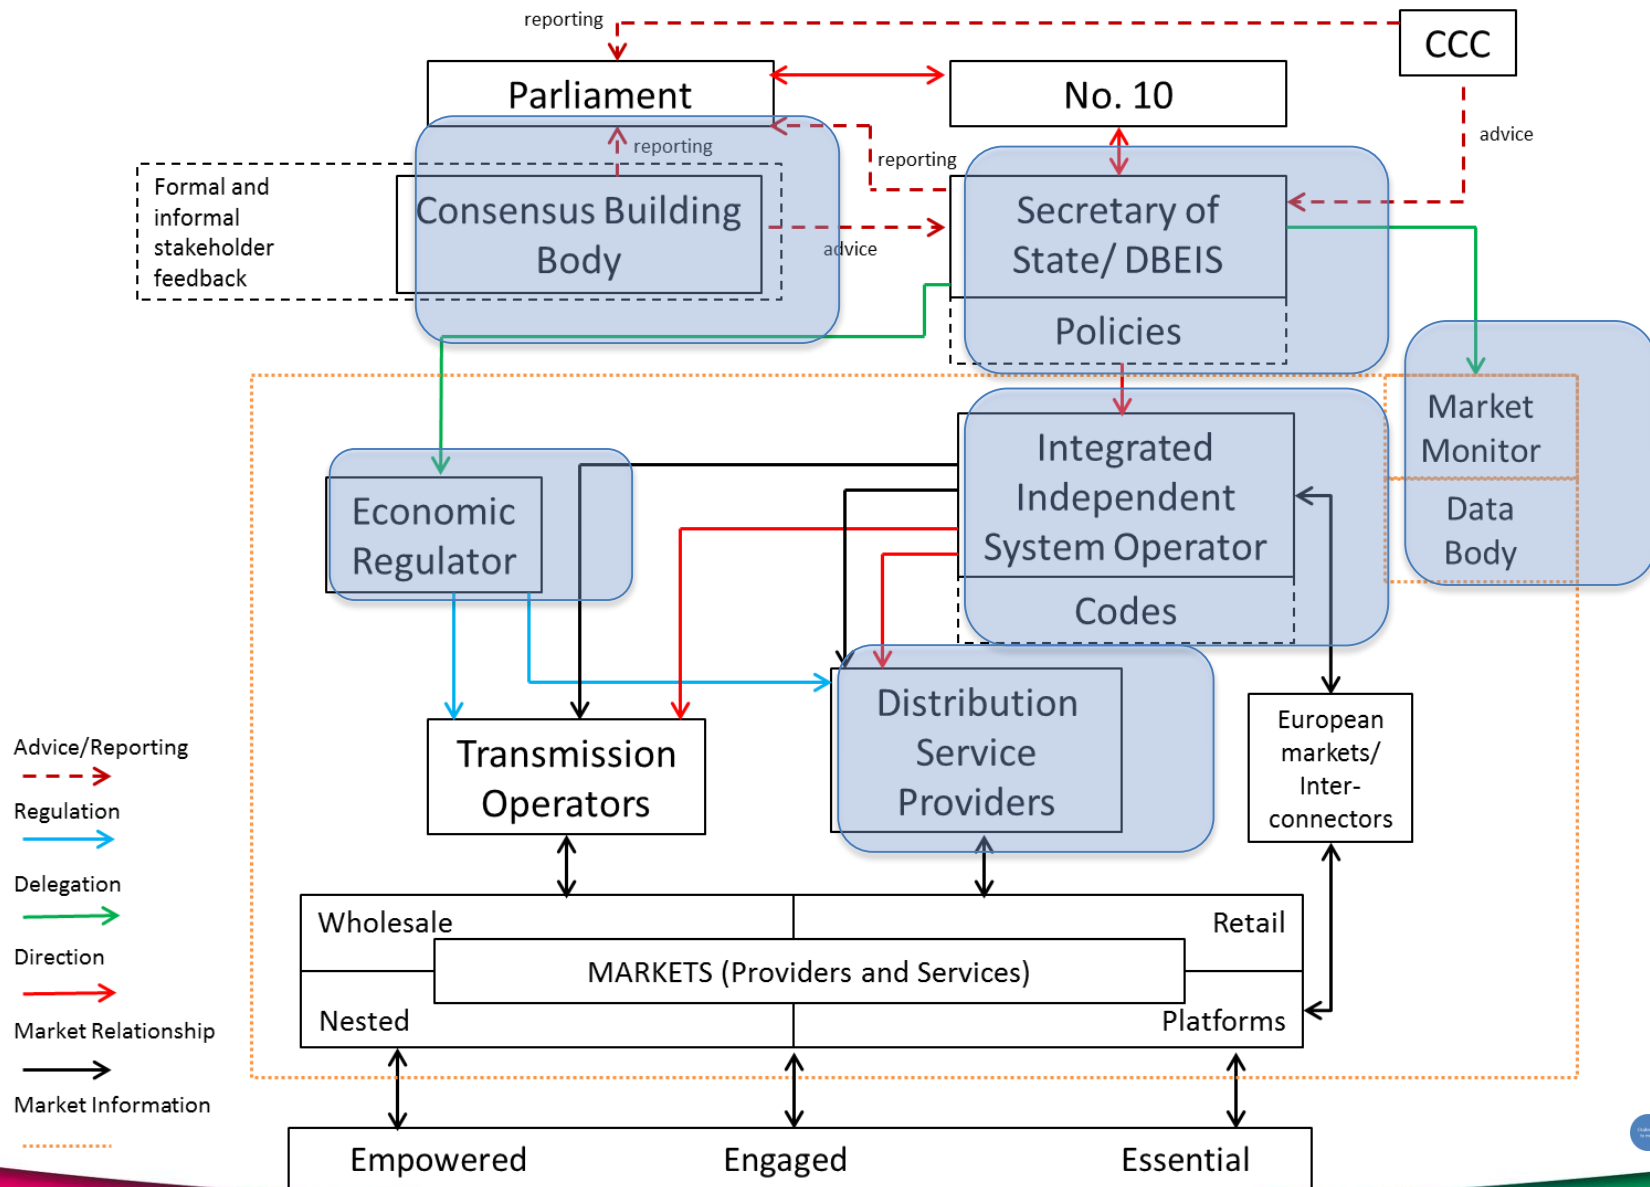 reporting
CCC
Parliament
No. 10
advice
reporting
reporting
Formal and
informal
stakeholder
feedback
Consensus Building
Body
advice
Secretary of
State/ DBEIS
Policies
Market
Monitor
Data
Body
Integrated
Independent
System Operator
Codes
Economic
Regulator
Transmission
Operators
Distribution
Service
Providers
European
markets/
Inter-
connectors
Advice/Reporting
Regulation
Delegation
Direction
Market Relationship
Market Information
Wholesale
Retail
MARKETS (Providers and Services)
Nested
Platforms
Empowered
Engaged
Essential